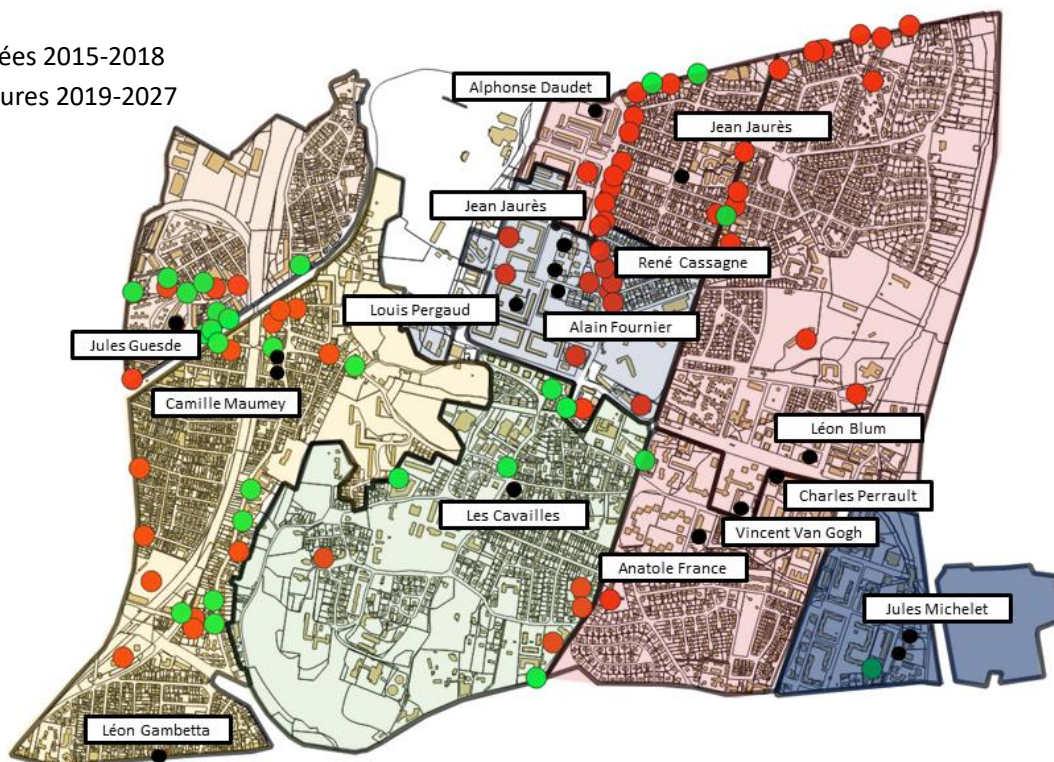 ées 2015-2018
ures 2019-2027
Alphonse Daudet
Jean Jaurès
Jean Jaurès
René Cassagne
Louis Pergaud
Alain Fournier
Jules Guesde
Camille Maumey
Léon Blum
Charles Perrault
Les Cavailles
Vincent Van Gogh
Anatole France
Jules Michelet
Léon Gambetta